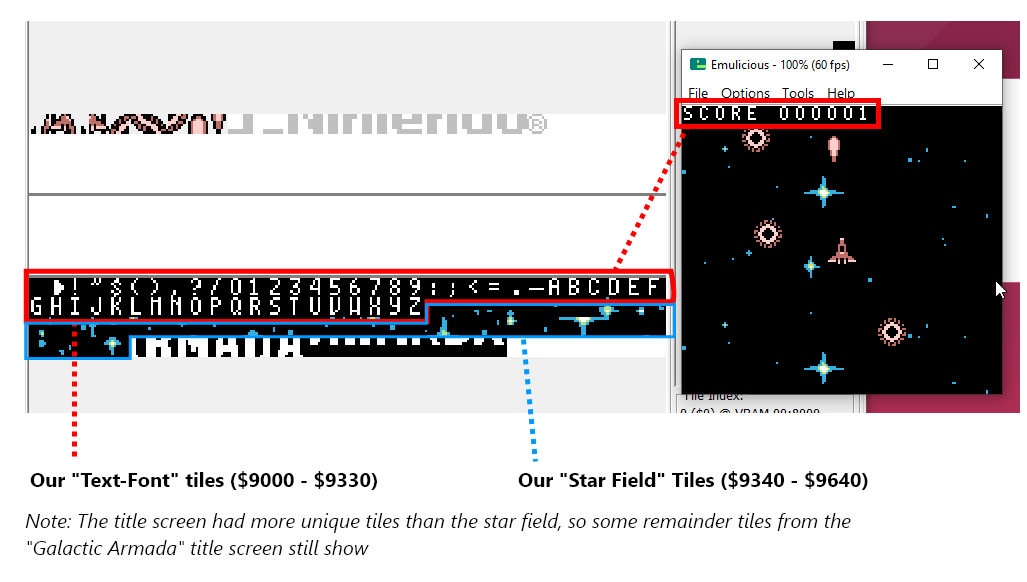 Emulicious - 100% (60 fps)
File Options Tools Help
SCORE 000001
Nintendo®
!"$().?/0123456789:;<=.—ABCDEF
GHIJKLMNOPQRSTUVWXYZ
ARMADA
Tile Index:
0 ($0) @ VRAM 00:8000
Our "Text-Font" tiles ($9000 - $9330)
Our "Star Field" Tiles ($9340 - $9640)
Note: The title screen had more unique tiles than the star field, so some remainder tiles from the
"Galactic Armada" title screen still show